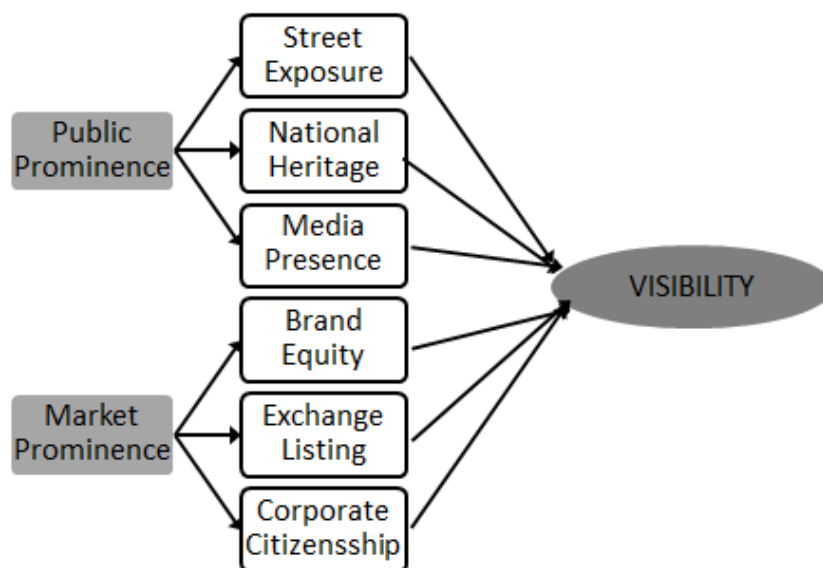 Street
Exposure
Public
Prominence
National
Heritage
Media
Presence
VISIBILITY
Brand
Equity
Market
Prominence
Exchange
Listing
Corporate
Citizensship